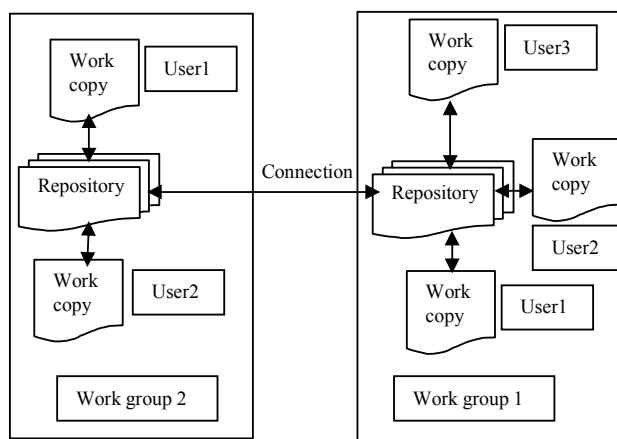 Work
copy
User1
Repository
Work
copy
User2
Work group 2
Connection
Work
copy
User3
Repository
Work
copy
User2
Work
copy
User1
Work group 1